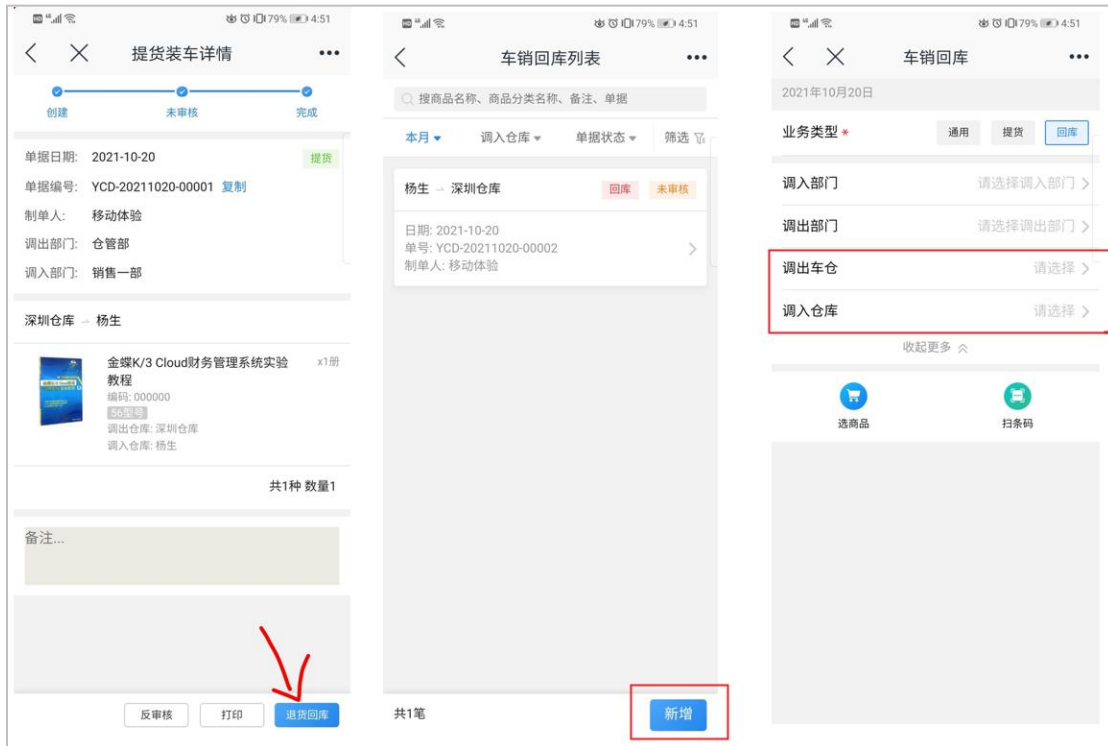 79% 4:51
提货装车详情
创建
未审核
完成
单据日期: 2021-10-20
提货
单据编号: YCD-20211020-00001 复制
制单人: 移动体验
调出部门: 仓管部
调入部门: 销售一部
深圳仓库 → 杨生
金蝶K/3 Cloud财务管理系统实验
教程
x1册
编码: 000000
56型号
调出仓库: 深圳仓库
调入仓库: 杨生
共1种 数量1
备注...
反审核
打印
退货回库
79% 4:51
车销回库列表
搜商品名称、商品分类名称、备注、单据
本月
调入仓库
单据状态
筛选
杨生 → 深圳仓库
回库
未审核
日期: 2021-10-20
单号: YCD-20211020-00002
制单人: 移动体验
共1笔
新增
79% 4:51
车销回库
2021年10月20日
业务类型 *
通用
提货
回库
调入部门
请选择调入部门
调出部门
请选择调出部门
调出车仓
请选择
调入仓库
请选择
收起更多
选商品
扫条码